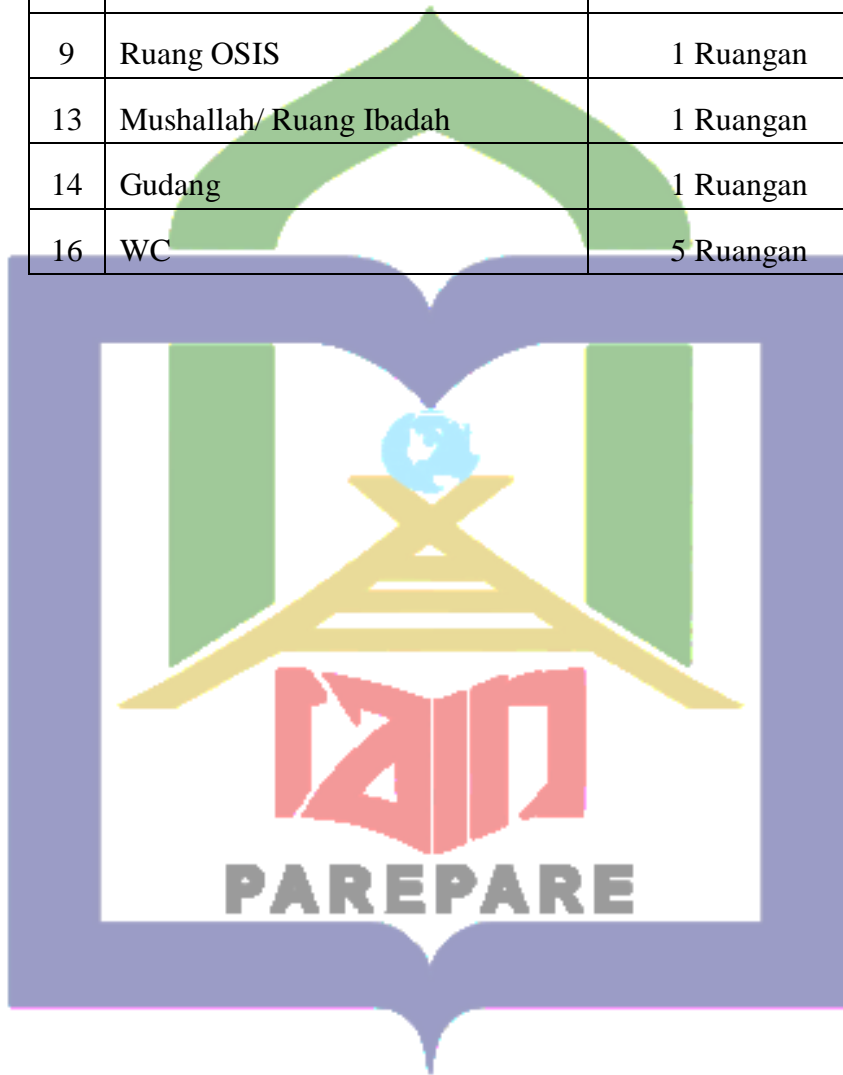 9 Ruang OSIS 1 Ruangan
13 Mushallah/ Ruang Ibadah 1 Ruangan
14 Gudang 1 Ruangan
16 WC 5 Ruangan
iain
PAREPARE